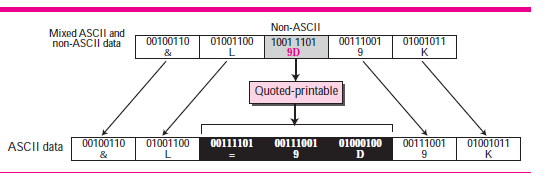 Non-ASCII
Mixed ASCII and
non-ASCII data
00100110 01001100 1001 1101 00111001 01001011
& L 9D 9 K
Quoted-printable
ASCII data
00100110 01001100 00111101 00111001 01000100 00111001 01001011
& L = 9 D 9 K